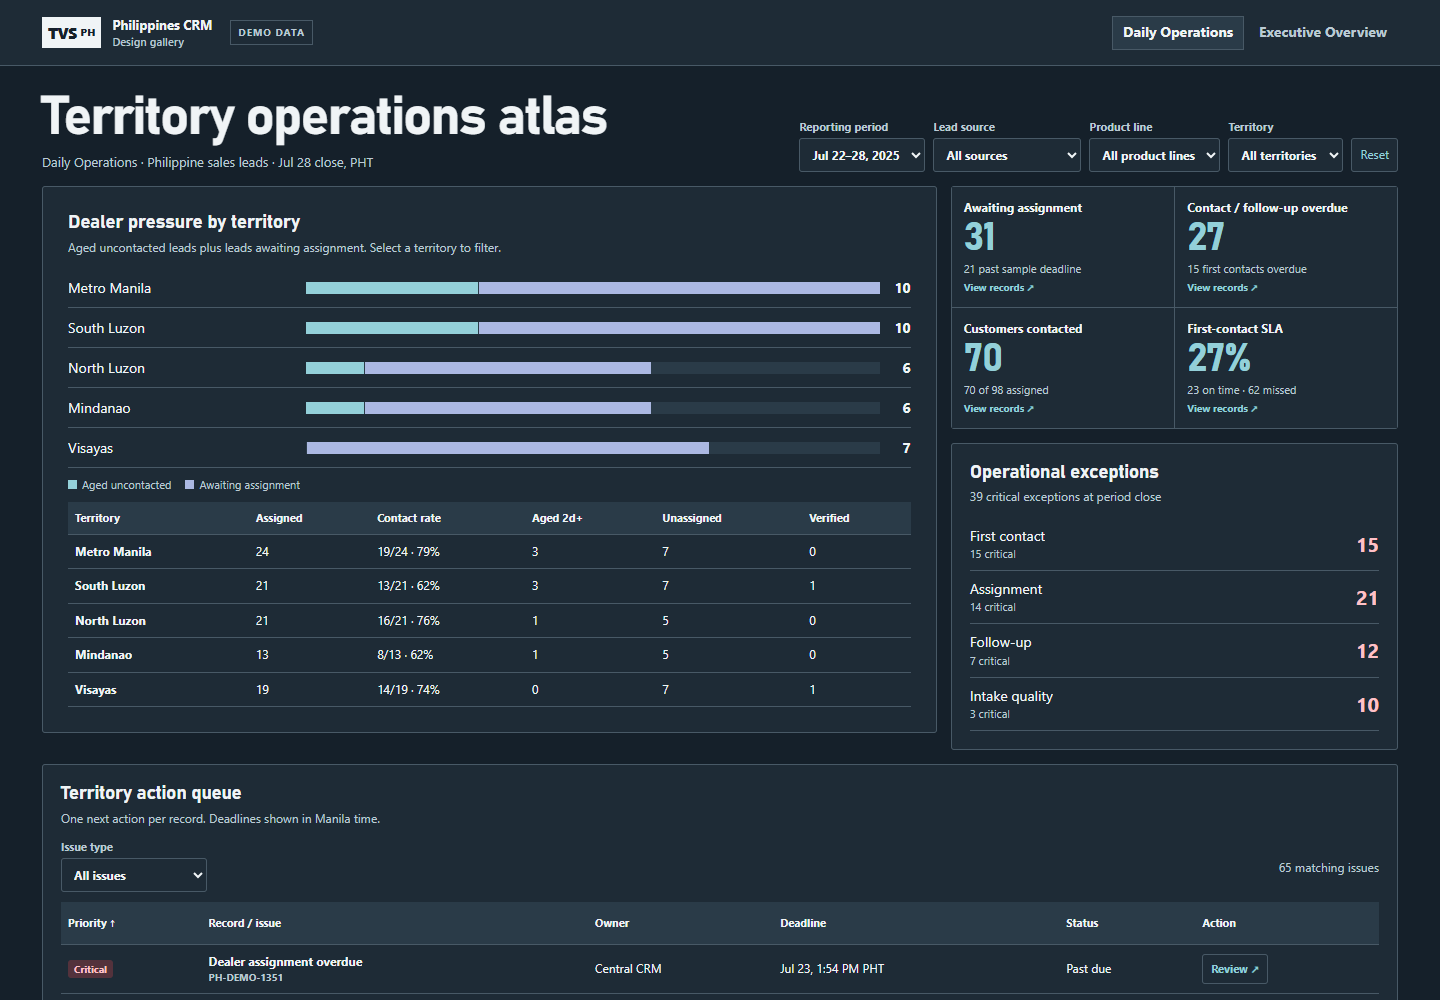 TVS PH
Philippines CRM
Design gallery
DEMO DATA
Daily Operations
Executive Overview
Territory operations atlas
Daily Operations · Philippine sales leads · Jul 28 close, PHT
Reporting period
Jul 22–28, 2025
Lead source
All sources
Product line
All product lines
Territory
All territories
Reset
Dealer pressure by territory
Aged uncontacted leads plus leads awaiting assignment. Select a territory to filter.
Metro Manila 10
South Luzon 10
North Luzon 6
Mindanao 6
Visayas 7
Aged uncontacted Awaiting assignment
Territory Assigned Contact rate Aged 2d+ Unassigned Verified
Metro Manila 24 19/24 · 79% 3 7 0
South Luzon 21 13/21 · 62% 3 7 1
North Luzon 21 16/21 · 76% 1 5 0
Mindanao 13 8/13 · 62% 1 5 0
Visayas 19 14/19 · 74% 0 7 1
Awaiting assignment
31
21 past sample deadline
View records ↗
Contact / follow-up overdue
27
15 first contacts overdue
View records ↗
Customers contacted
70
70 of 98 assigned
View records ↗
First-contact SLA
27%
23 on time · 62 missed
View records ↗
Operational exceptions
39 critical exceptions at period close
First contact
15 critical
15
Assignment
14 critical
21
Follow-up
7 critical
12
Intake quality
3 critical
10
Territory action queue
One next action per record. Deadlines shown in Manila time.
Issue type
All issues
65 matching issues
Priority ↑ Record / issue Owner Deadline Status Action
Critical
Dealer assignment overdue
PH-DEMO-1351
Central CRM
Jul 23, 1:54 PM PHT
Past due
Review ↗